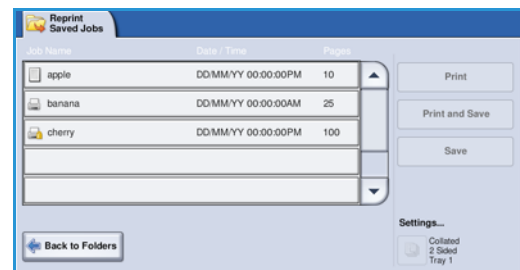 Reprint
Saved Jobs
Job Name Date / Time Pages
apple DD/MM/YY 00:00:00PM 10
banana DD/MM/YY 00:00:00AM 25
cherry DD/MM/YY 00:00:00PM 100
Print
Print and Save
Save
Settings...
Collated
2 Sided
Tray 1
Back to Folders